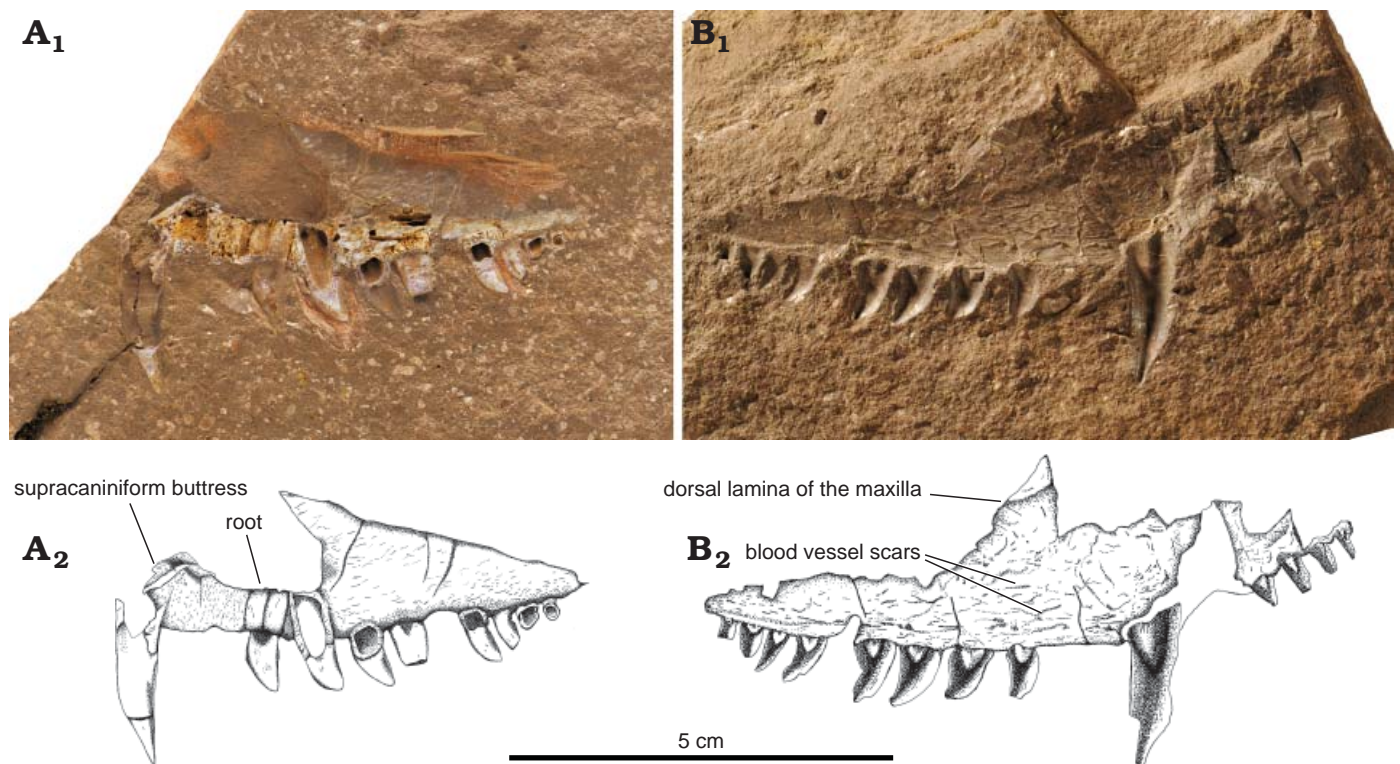 A1
B1
supracaniniform buttress
root
A2
dorsal lamina of the maxilla
B2
blood vessel scars
5 cm